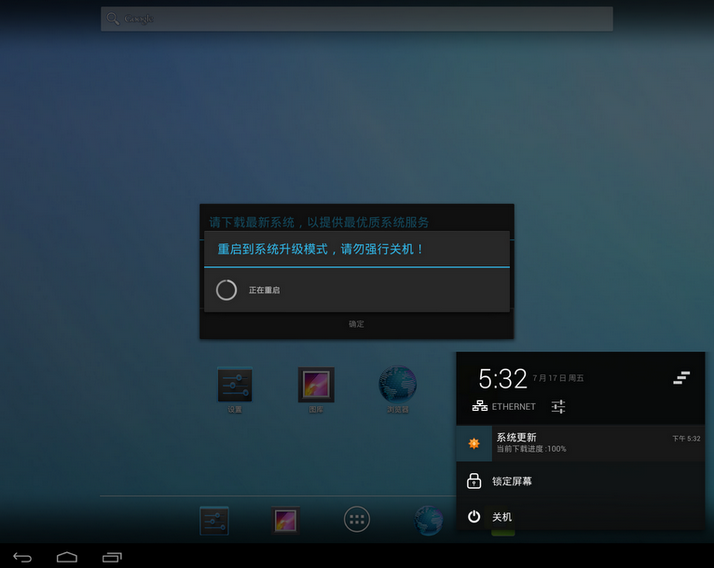 Google
请下载最新系统，以提供最优质系统服务
重启到系统升级模式，请勿强行关机！
正在重启
确定
设置
图库
浏览器
5:32 7月17日 周五
ETHERNET
系统更新
下午 5:32
当前下载进度 :100%
锁定屏幕
关机